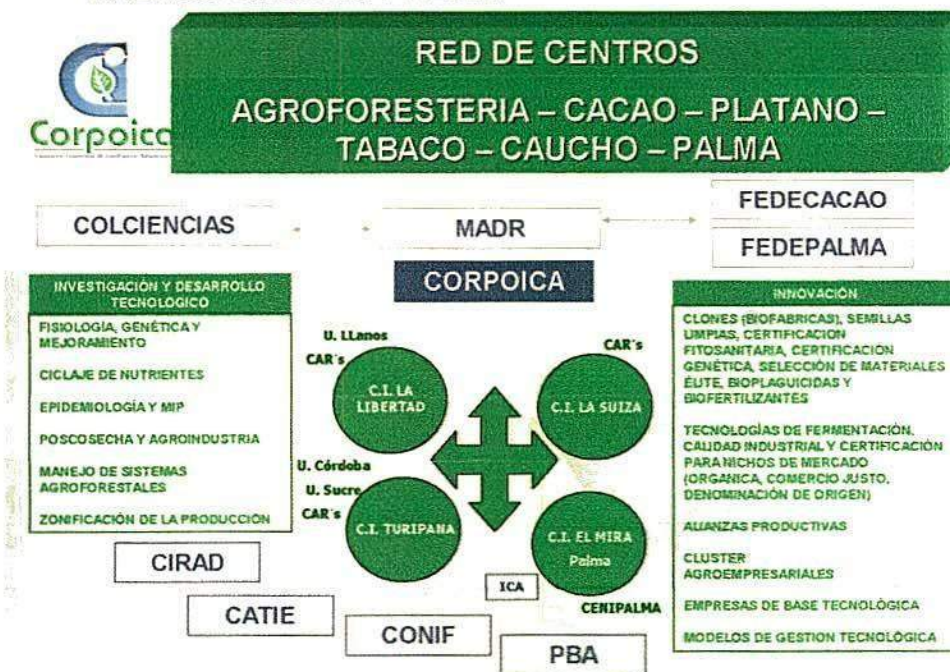 Corpoica
RED DE CENTROS
AGROFORESTERIA – CACAO – PLATANO –
TABACO – CAUCHO – PALMA
COLCIENCIAS
MADR
FEDECACAO
FEDEPALMA
CORPOICA
INVESTIGACIÓN Y DESARROLLO
TECNOLÓGICO
FISIOLOGÍA, GENÉTICA Y
MEJORAMIENTO
CICLAJE DE NUTRIENTES
EPIDEMIOLOGÍA Y MIP
POSCOSECHA Y AGROINDUSTRIA
MANEJO DE SISTEMAS
AGROFORESTALES
ZONIFICACIÓN DE LA PRODUCCIÓN
U. LLanos
CAR´s
C.I. LA
LIBERTAD
CAR´s
C.I. LA SUIZA
U. Córdoba
U. Sucre
CAR´s
C.I. TURIPANA
C.I. EL MIRA
Palma
ICA
CENIPALMA
INNOVACIÓN
CLONES (BIOFABRICAS), SEMILLAS
LIMPIAS, CERTIFICACION
FITOSANITARIA, CERTIFICACIÓN
GENÉTICA, SELECCIÓN DE MATERIALES
ÉLITE, BIOPLAGUICIDAS Y
BIOFERTILIZANTES
TECNOLOGÍAS DE FERMENTACIÓN,
CALIDAD INDUSTRIAL Y CERTIFICACIÓN
PARA NICHOS DE MERCADO
(ORGANICA, COMERCIO JUSTO,
DENOMINACIÓN DE ORIGEN)
ALIANZAS PRODUCTIVAS
CLUSTER
AGROEMPRESARIALES
EMPRESAS DE BASE TECNOLÓGICA
MODELOS DE GESTION TECNOLÓGICA
CIRAD
CATIE
CONIF
PBA